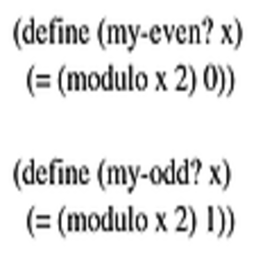 (define (my-even? x)
(= (modulo x 2) 0))
(define (my-odd? x)
(= (modulo x 2) 1))